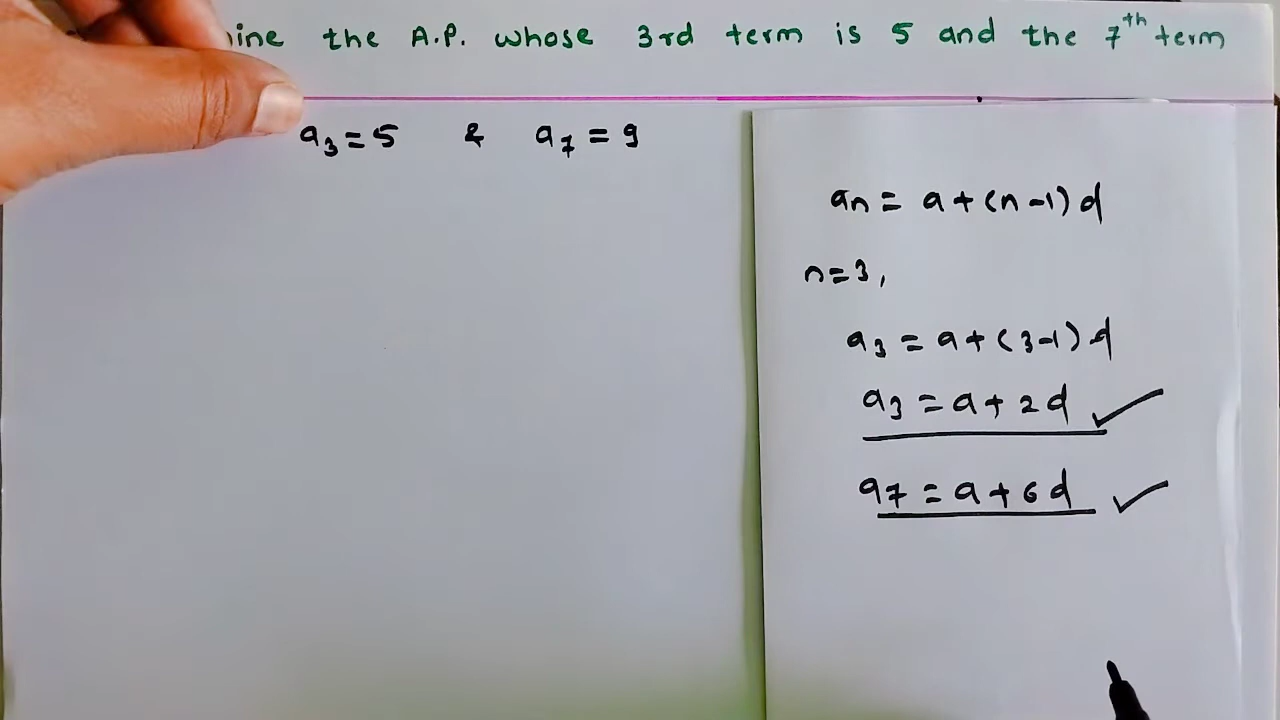 the A.P. whose 3rd term is 5 and the 7th term
a3 = 5 & a7 = 9
an = a + (n-1) d
n = 3,
a3 = a + (3-1) d
a3 = a + 2d ✓
a7 = a + 6d ✓